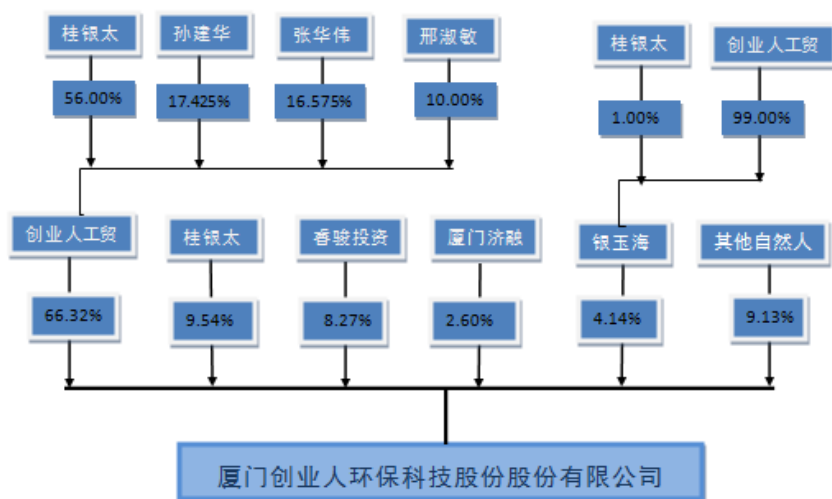 桂银太 孙建华 张华伟 邢淑敏 桂银太 创业人工贸
56.00% 17.425% 16.575% 10.00% 1.00% 99.00%
创业人工贸 桂银太 睿骏投资 厦门济融 银玉海 其他自然人
66.32% 9.54% 8.27% 2.60% 4.14% 9.13%
厦门创业人环保科技股份股份有限公司